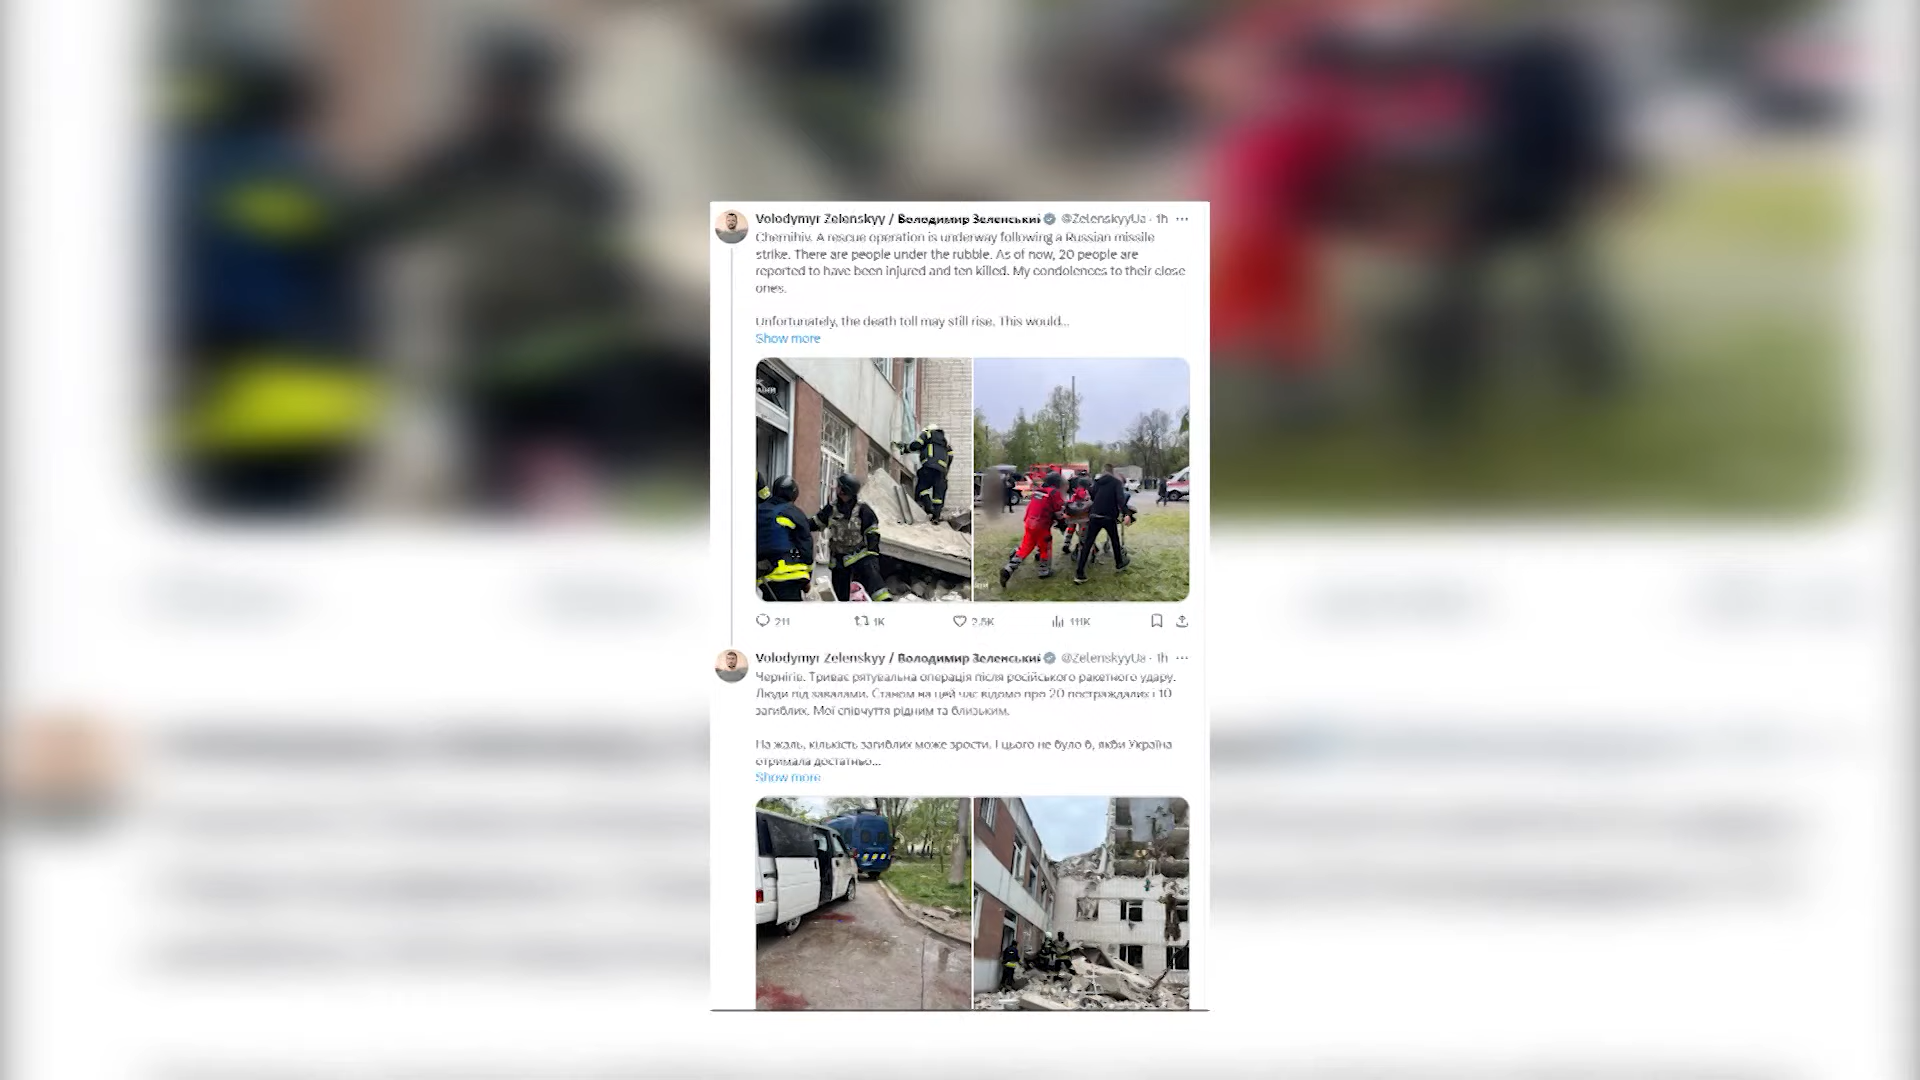 Volodymyr Zelenskyy / Володимир Зеленський @ZelenskyyUa · 1h
Chernihiv. A rescue operation is underway following a Russian missile
strike. There are people under the rubble. As of now, 20 people are
reported to have been injured and ten killed. My condolences to their close
ones.
Unfortunately, the death toll may still rise. This would...
Show more
211 1K 2.5K 111K
Volodymyr Zelenskyy / Володимир Зеленський @ZelenskyyUa · 1h
Чернігів. Триває рятувальна операція після російського ракетного удару.
Люди під завалами. Станом на цей час відомо про 20 постраждалих і 10
загиблих. Мої співчуття рідним та близьким.
На жаль, кількість загиблих може зрости. І цього не було б, якби Україна
отримала достатньо...
Show more